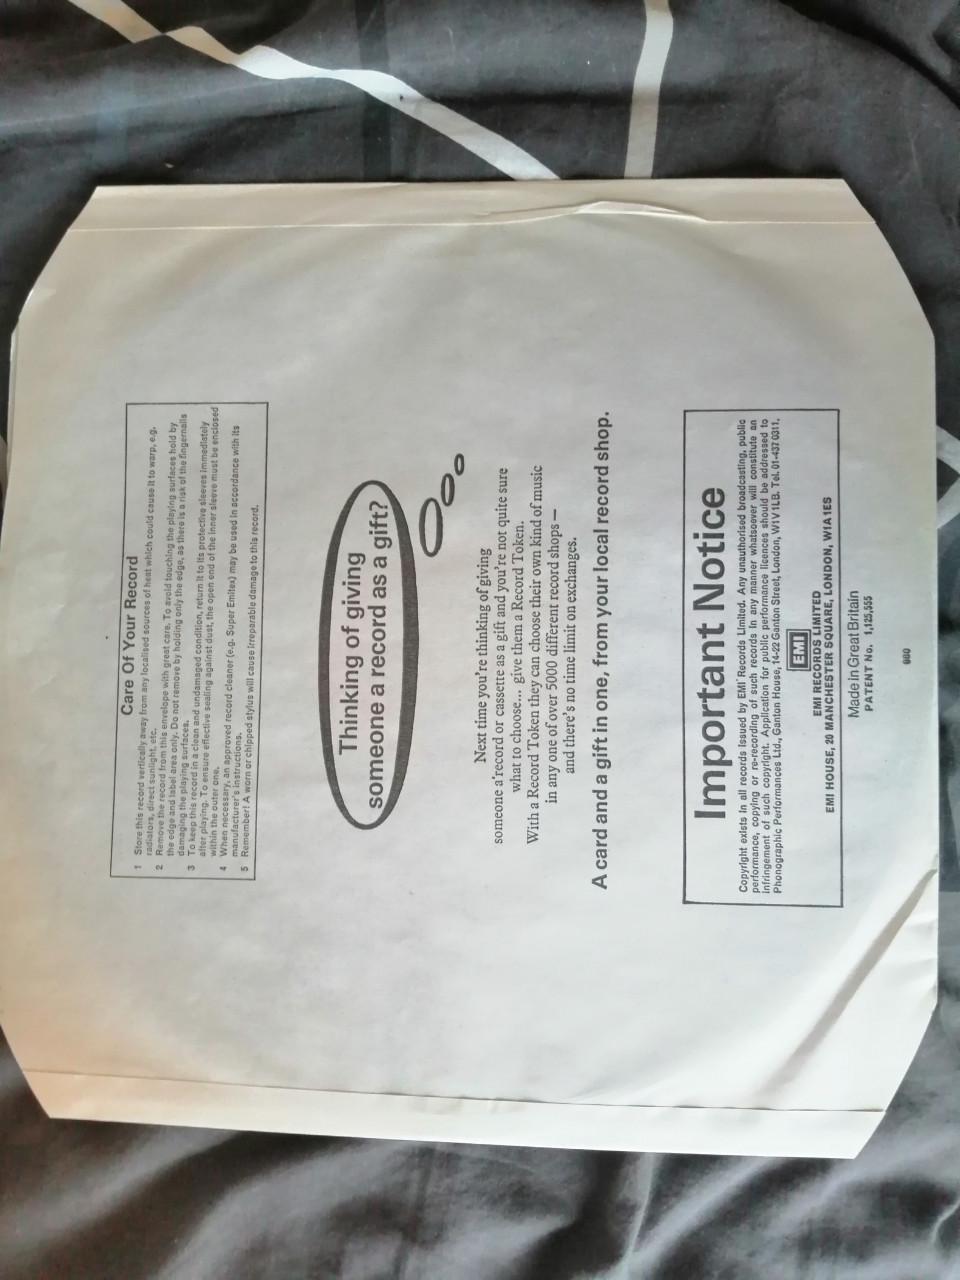 Care Of Your Record
1 Store this record vertically away from any localised sources of heat which could cause it to warp, e.g.
radiators, direct sunlight, etc.
2 Remove the record from this envelope with great care. To avoid touching the playing surfaces hold by
the edge and label area only. Do not remove by holding only the edge, as there is a risk of the fingernails
damaging the playing surfaces.
3 To keep this record in a clean and undamaged condition, return it to its protective sleeves immediately
after playing. To ensure effective sealing against dust, the open end of the inner sleeve must be enclosed
within the outer one.
4 When necessary, an approved record cleaner (e.g. Super Emitex) may be used in accordance with its
manufacturer's instructions.
5 Remember! A worn or chipped stylus will cause irreparable damage to this record.
Thinking of giving
someone a record as a gift?
Next time you're thinking of giving
someone a record or cassette as a gift and you're not quite sure
what to choose... give them a Record Token.
With a Record Token they can choose their own kind of music
in any one of over 5000 different record shops —
and there's no time limit on exchanges.
A card and a gift in one, from your local record shop.
Important Notice
Copyright exists in all records issued by EMI Records Limited. Any unauthorised broadcasting, public
performance, copying or re-recording of such records in any manner whatsoever will constitute an
infringement of such copyright. Application for public performance licences should be addressed to
Phonographic Performances Ltd., Ganton House, 14-22 Ganton Street, London, W1V 1LB. Tel. 01-437 0311.
EMI
EMI RECORDS LIMITED
EMI HOUSE, 20 MANCHESTER SQUARE, LONDON, W1A 1ES
Made in Great Britain
PATENT No. 1,125,555